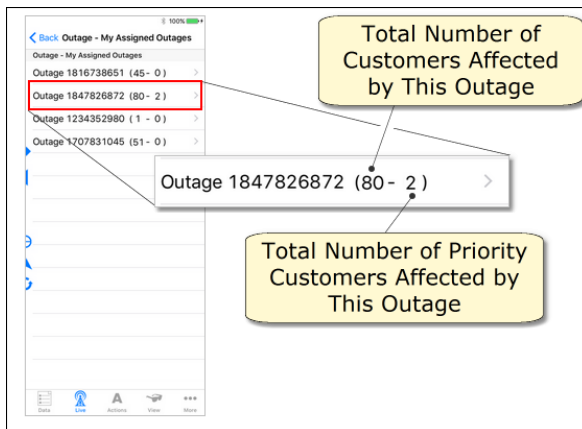 100%
Back Outage - My Assigned Outages
Outage - My Assigned Outages
Outage 1816738651 (45- 0)
Outage 1847826872 (80- 2)
Outage 1234352980 ( 1 - 0)
Outage 1707831045 (51- 0)
Data Live Actions View More
Total Number of
Customers Affected
by This Outage
Outage 1847826872 (80- 2)
Total Number of Priority
Customers Affected by
This Outage